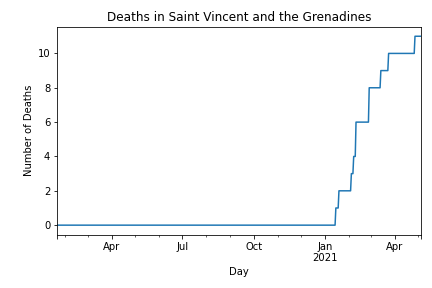 Deaths in Saint Vincent and the Grenadines
Number of Deaths
10
8
6
4
2
0
Apr
Jul
Oct
Jan
2021
Apr
Day